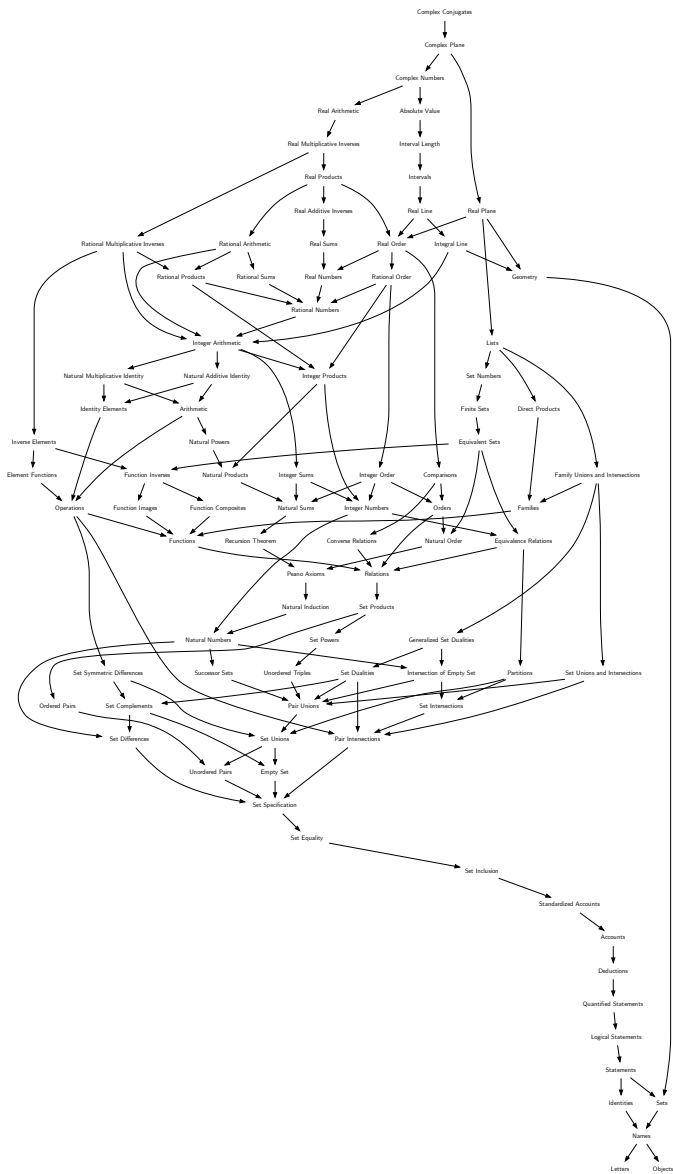 Complex Conjugates
Complex Plane
Complex Numbers
Real Arithmetic
Absolute Value
Real Multiplicative Inverses
Interval Length
Real Products
Intervals
Real Additive Inverses
Real Line
Real Plane
Rational Multiplicative Inverses
Rational Arithmetic
Real Sums
Real Order
Integral Line
Rational Products
Rational Sums
Real Numbers
Rational Order
Geometry
Rational Numbers
Integer Arithmetic
Lists
Natural Multiplicative Identity
Natural Additive Identity
Integer Products
Set Numbers
Identity Elements
Arithmetic
Finite Sets
Direct Products
Inverse Elements
Natural Powers
Equivalent Sets
Element Functions
Function Inverses
Natural Products
Integer Sums
Integer Order
Comparisons
Family Unions and Intersections
Operations
Function Images
Function Composites
Natural Sums
Integer Numbers
Orders
Families
Functions
Recursion Theorem
Converse Relations
Natural Order
Equivalence Relations
Peano Axioms
Relations
Natural Induction
Set Products
Natural Numbers
Set Powers
Generalized Set Dualities
Set Symmetric Differences
Successor Sets
Unordered Triples
Set Dualities
Intersection of Empty Set
Partitions
Set Unions and Intersections
Ordered Pairs
Set Complements
Pair Unions
Set Intersections
Set Differences
Set Unions
Pair Intersections
Unordered Pairs
Empty Set
Set Specification
Set Equality
Set Inclusion
Standardized Accounts
Accounts
Deductions
Quantified Statements
Logical Statements
Statements
Identities
Sets
Names
Letters
Objects